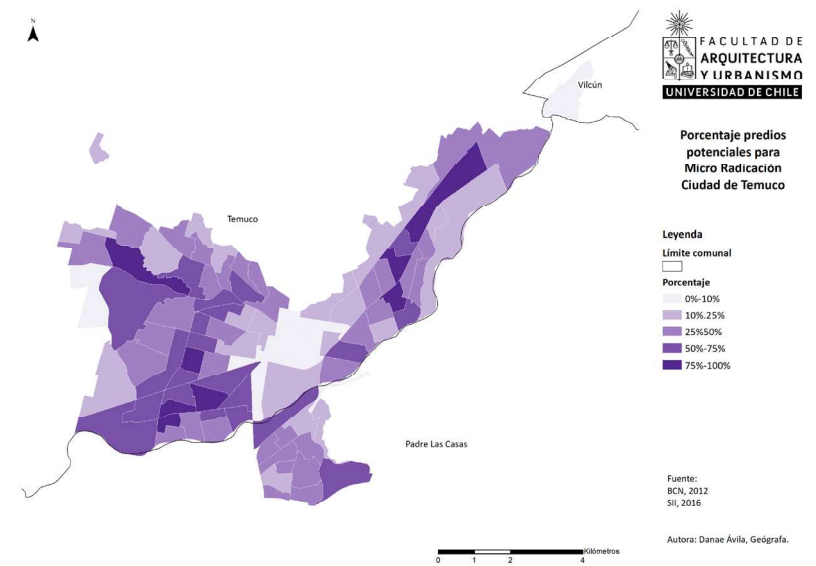 N
FACULTAD DE
ARQUITECTURA
Y URBANISMO
UNIVERSIDAD DE CHILE
Vilcún
Porcentaje predios
potenciales para
Micro Radicación
Ciudad de Temuco
Temuco
Leyenda
Límite comunal
Porcentaje
0%-10%
10%.25%
25%50%
50%-75%
75%-100%
Padre Las Casas
Fuente:
BCN, 2012
SII, 2016
Autora: Danae Ávila, Geógrafa.
Kilómetros
0 1 2 4